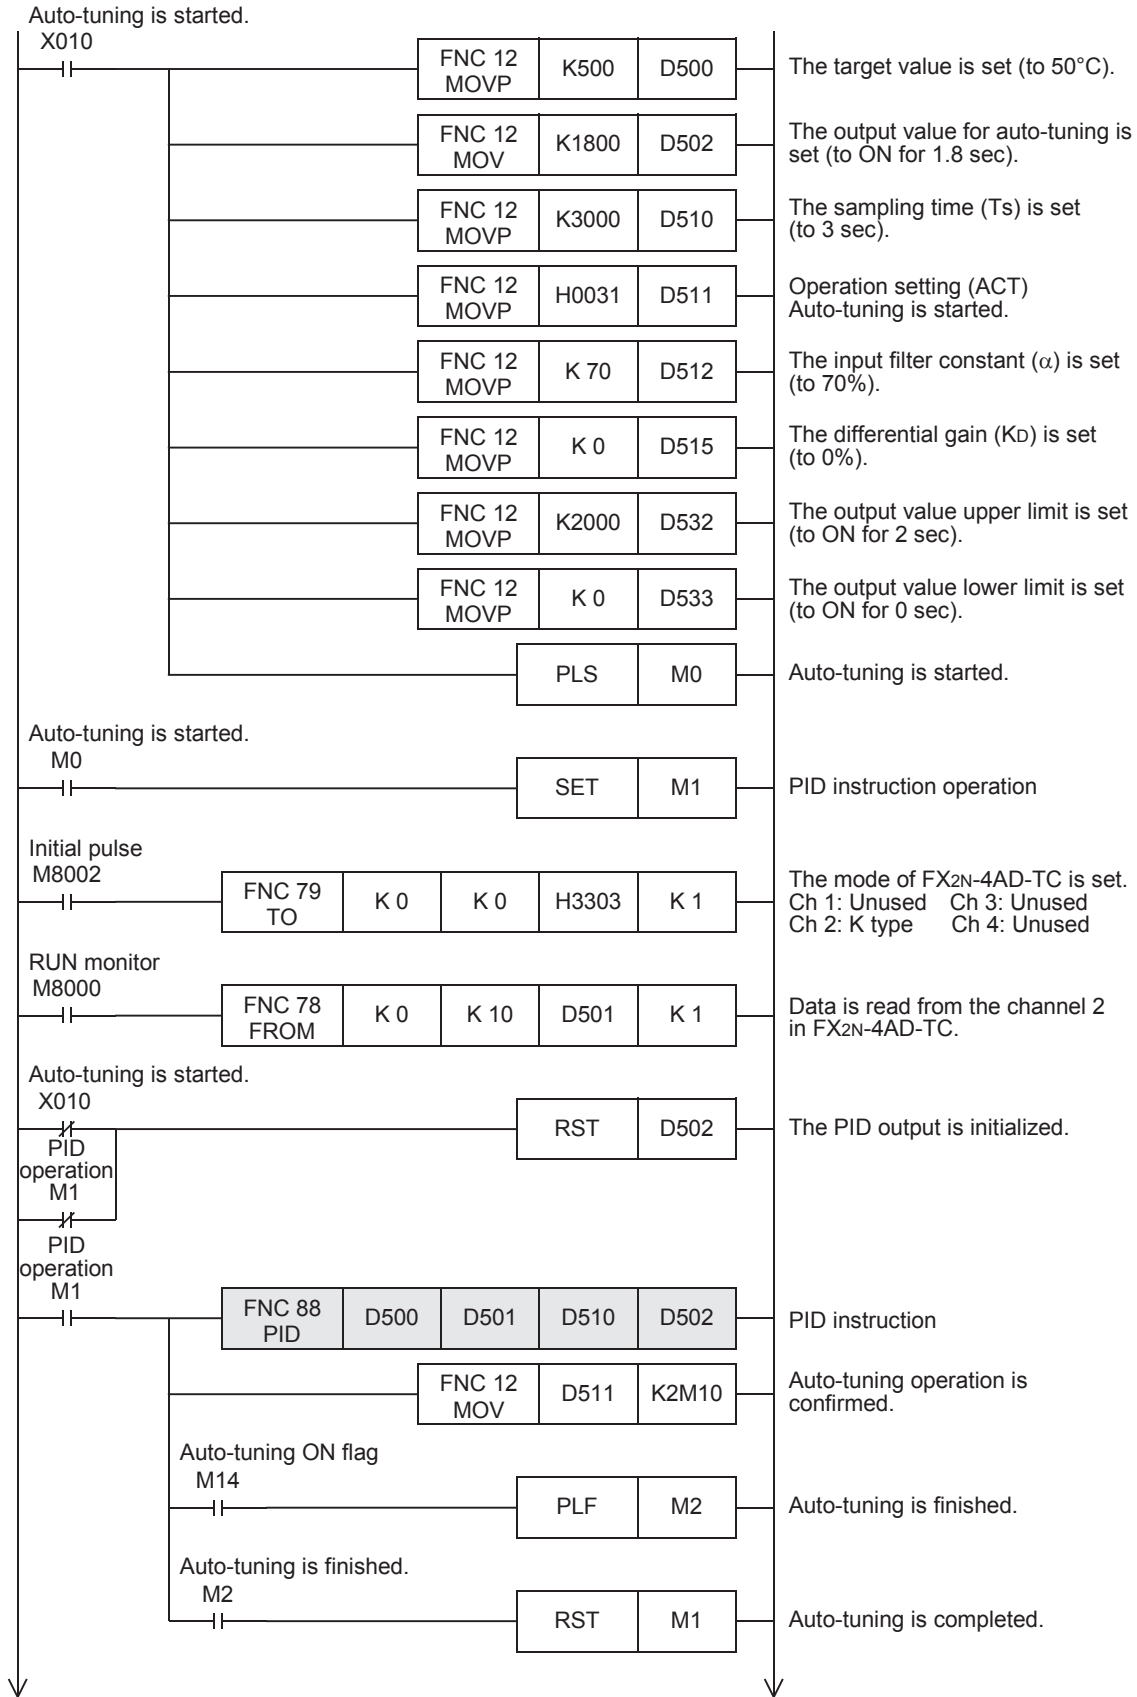 Auto-tuning is started.
X010
FNC 12 MOVP K500 D500 The target value is set (to 50°C).
FNC 12 MOV K1800 D502 The output value for auto-tuning is set (to ON for 1.8 sec).
FNC 12 MOVP K3000 D510 The sampling time (Ts) is set (to 3 sec).
FNC 12 MOVP H0031 D511 Operation setting (ACT) Auto-tuning is started.
FNC 12 MOVP K 70 D512 The input filter constant (α) is set (to 70%).
FNC 12 MOVP K 0 D515 The differential gain (KD) is set (to 0%).
FNC 12 MOVP K2000 D532 The output value upper limit is set (to ON for 2 sec).
FNC 12 MOVP K 0 D533 The output value lower limit is set (to ON for 0 sec).
PLS M0 Auto-tuning is started.
Auto-tuning is started.
M0
SET M1 PID instruction operation
Initial pulse
M8002
FNC 79 TO K 0 K 0 H3303 K 1 The mode of FX2N-4AD-TC is set.
Ch 1: Unused Ch 3: Unused
Ch 2: K type Ch 4: Unused
RUN monitor
M8000
FNC 78 FROM K 0 K 10 D501 K 1 Data is read from the channel 2 in FX2N-4AD-TC.
Auto-tuning is started.
X010
RST D502 The PID output is initialized.
PID
operation
M1
PID
operation
M1
FNC 88 PID D500 D501 D510 D502 PID instruction
FNC 12 MOV D511 K2M10 Auto-tuning operation is confirmed.
Auto-tuning ON flag
M14
PLF M2 Auto-tuning is finished.
Auto-tuning is finished.
M2
RST M1 Auto-tuning is completed.